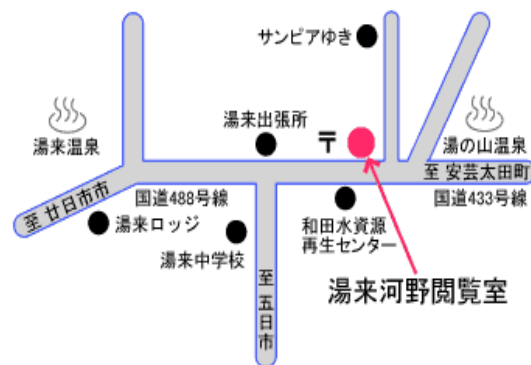 サンピアゆき
湯来出張所
〒
湯来温泉
湯の山温泉
至 安芸太田町
国道488号線
国道433号線
至 廿日市市
湯来ロッジ
和田水資源
再生センター
湯来中学校
至 五日市
湯来河野閲覧室